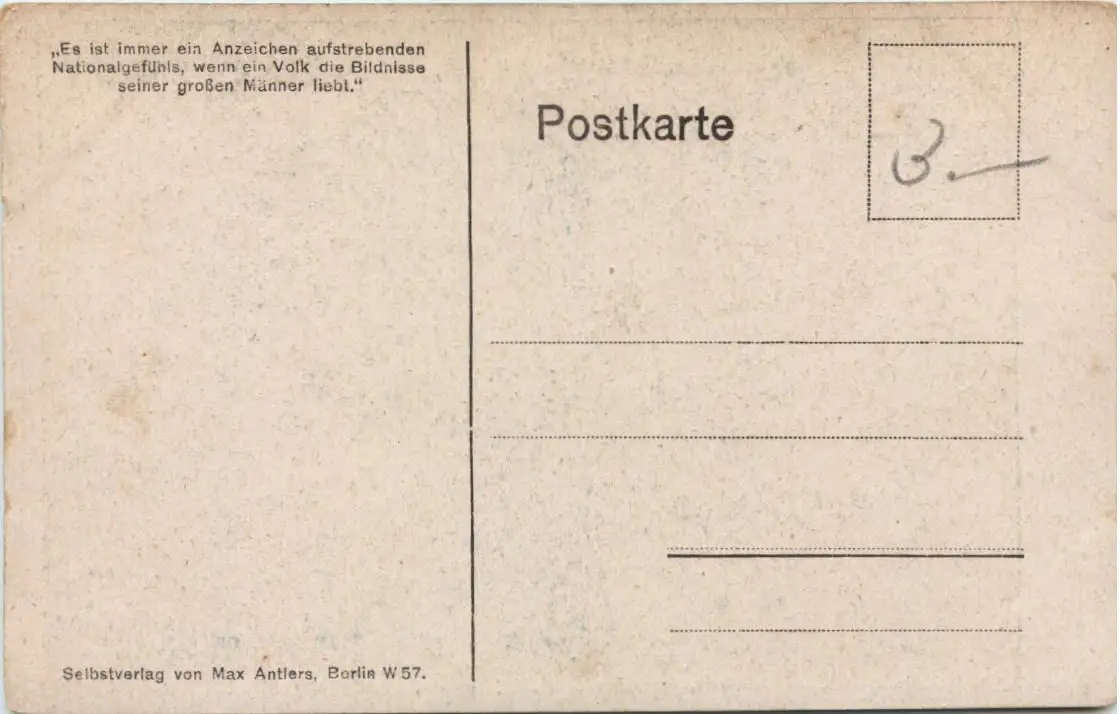 „Es ist immer ein Anzeichen aufstrebenden
Nationalgefühls, wenn ein Volk die Bildnisse
seiner großen Männer liebt.“
Postkarte
3.—
Selbstverlag von Max Antlers, Berlin W 57.